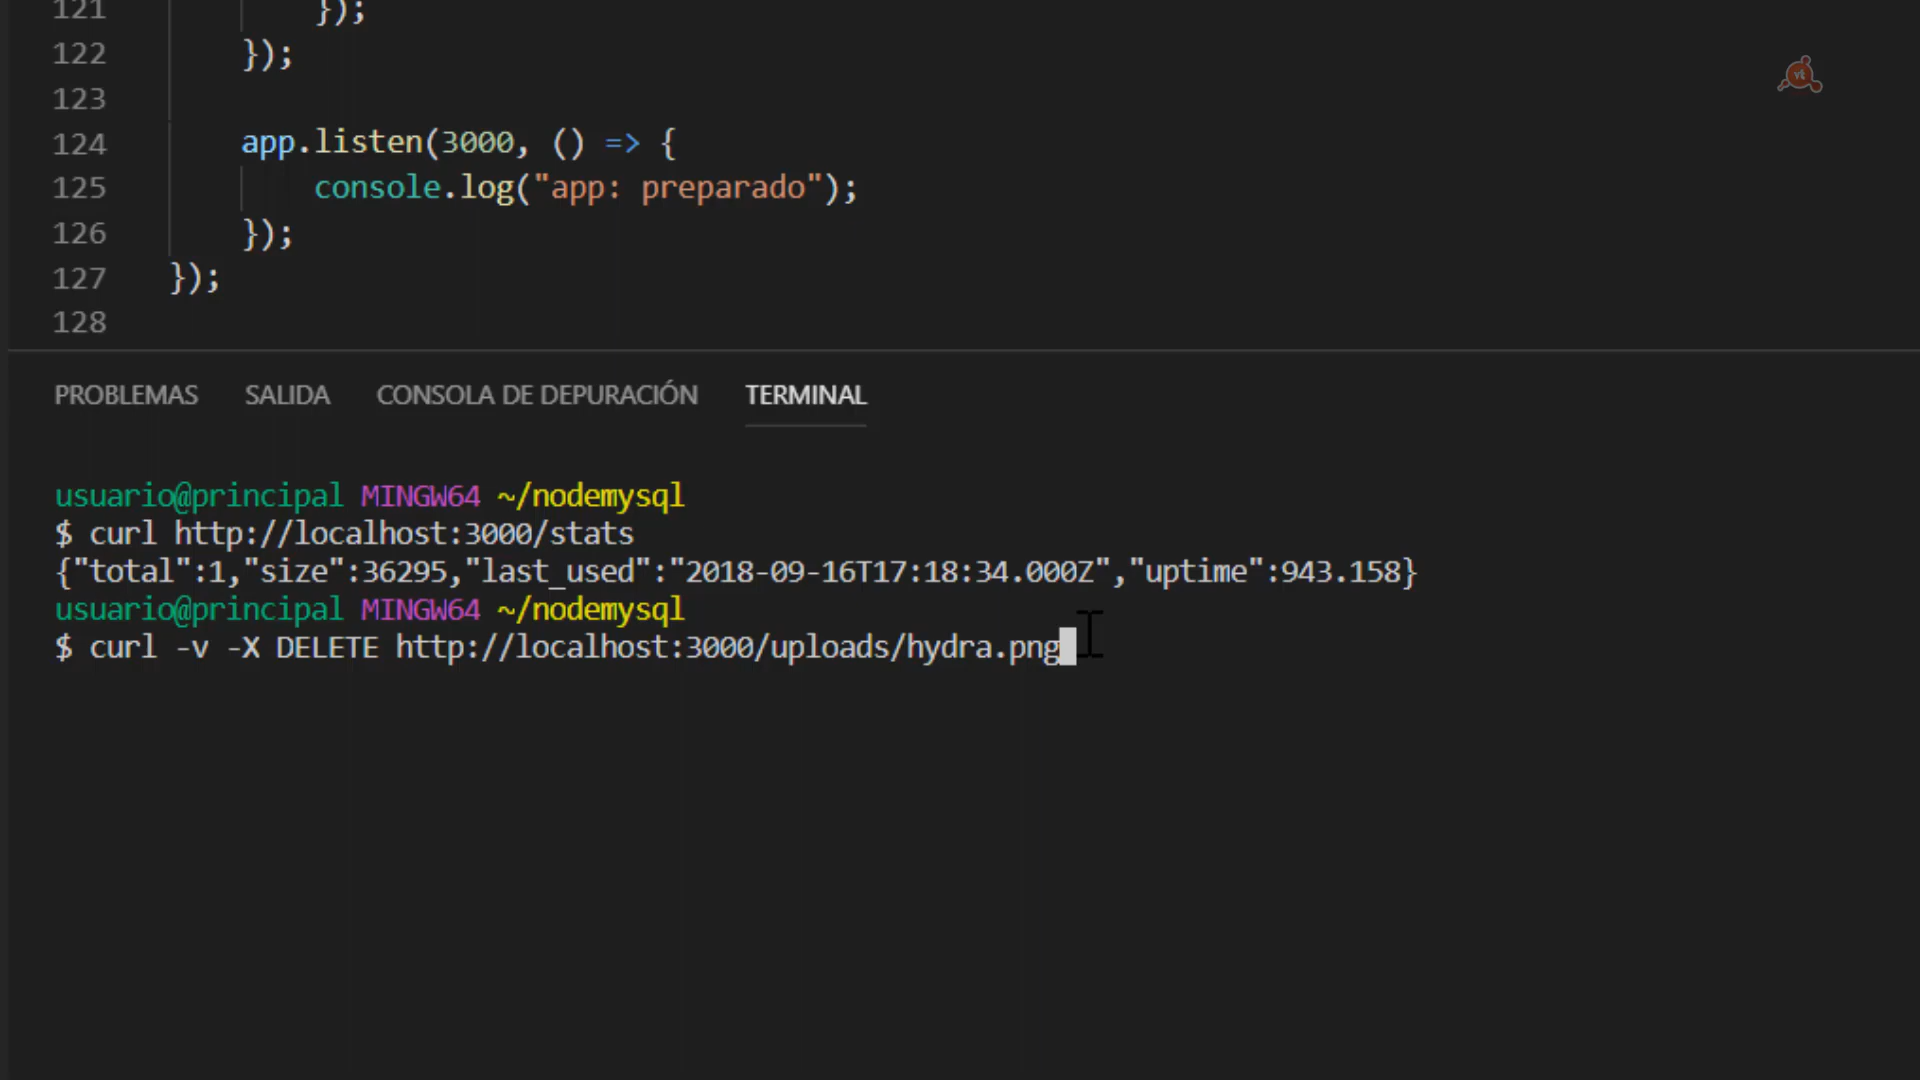 121 });
122 });
123
124 app.listen(3000, () => {
125 console.log("app: preparado");
126 });
127 });
128
vt
PROBLEMAS SALIDA CONSOLA DE DEPURACIÓN TERMINAL
usuario@principal MINGW64 ~/nodemysql
$ curl http://localhost:3000/stats
{"total":1,"size":36295,"last_used":"2018-09-16T17:18:34.000Z","uptime":943.158}
usuario@principal MINGW64 ~/nodemysql
$ curl -v -X DELETE http://localhost:3000/uploads/hydra.png